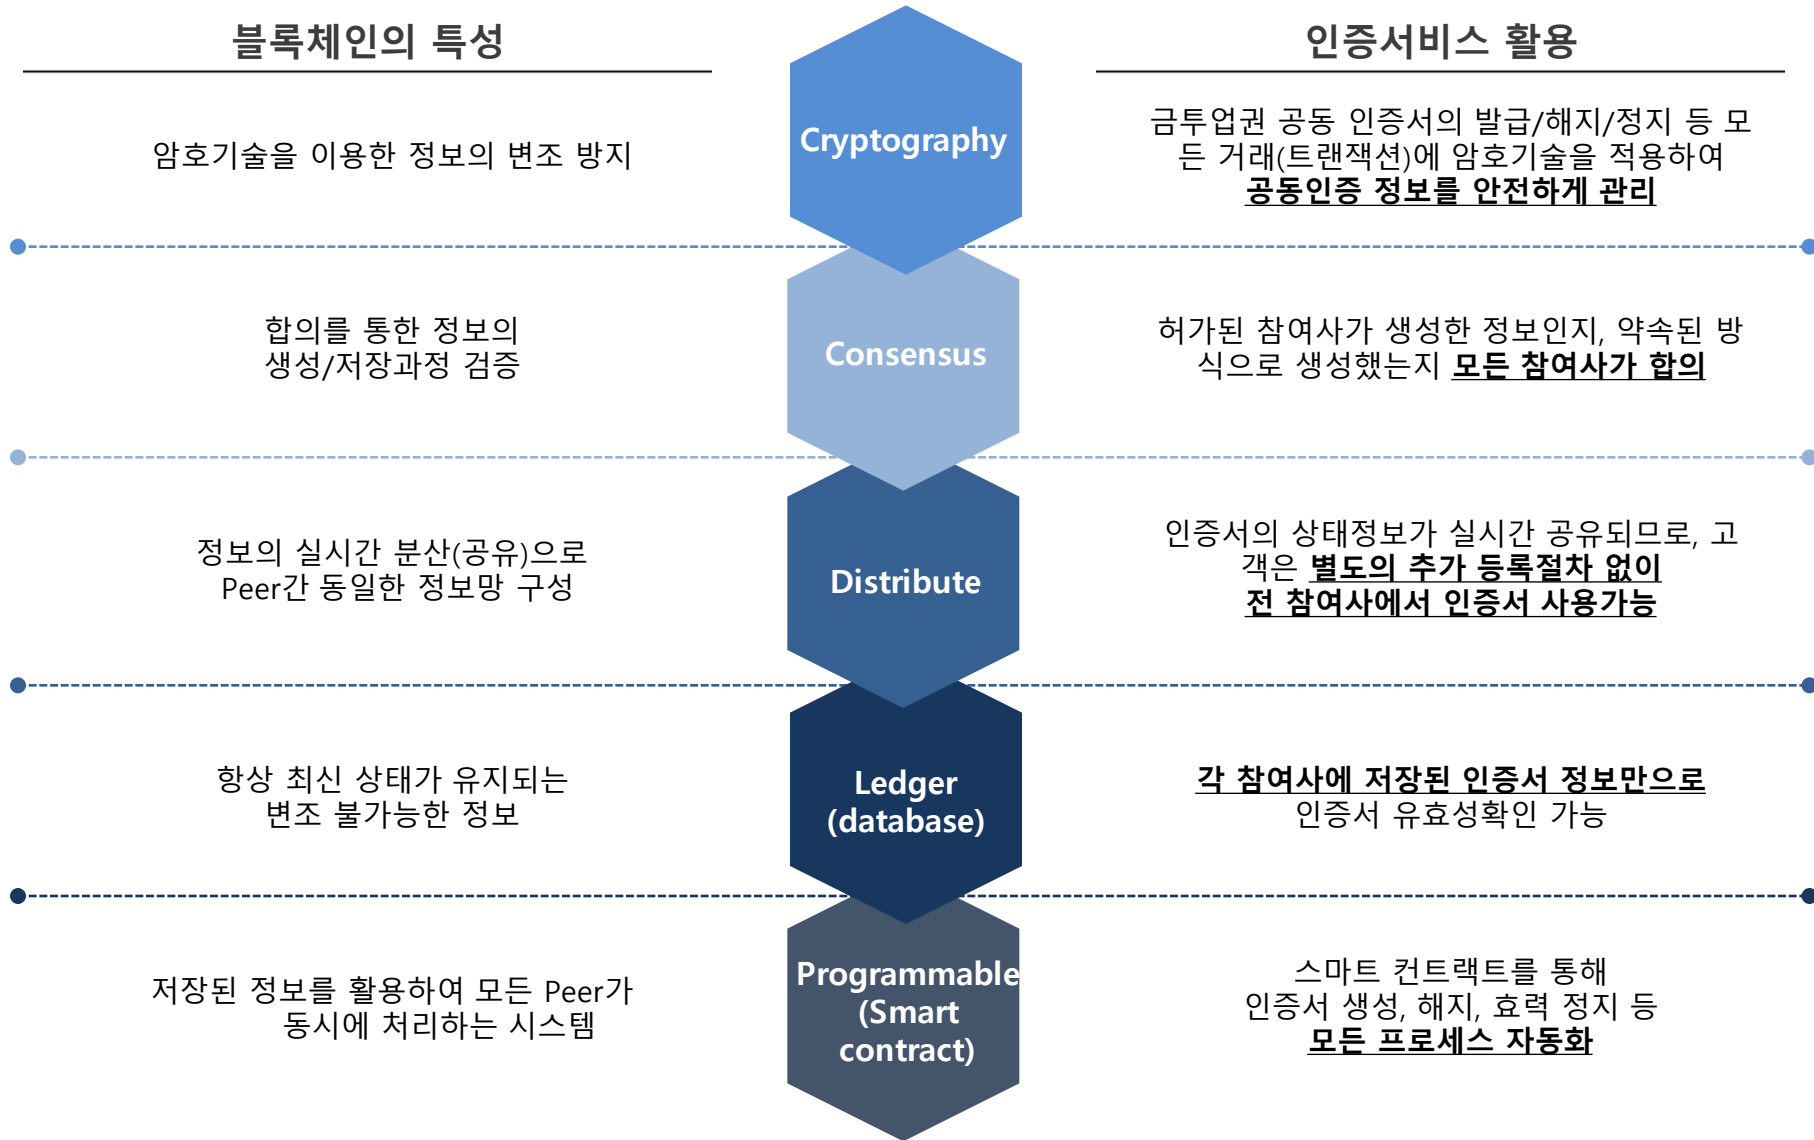 블록체인의 특성
인증서비스 활용
암호기술을 이용한 정보의 변조 방지
Cryptography
금투업권 공동 인증서의 발급/해지/정지 등 모
든 거래(트랜잭션)에 암호기술을 적용하여
공동인증 정보를 안전하게 관리
합의를 통한 정보의
생성/저장과정 검증
Consensus
허가된 참여사가 생성한 정보인지, 약속된 방
식으로 생성했는지 모든 참여사가 합의
정보의 실시간 분산(공유)으로
Peer간 동일한 정보망 구성
Distribute
인증서의 상태정보가 실시간 공유되므로, 고
객은 별도의 추가 등록절차 없이
전 참여사에서 인증서 사용가능
항상 최신 상태가 유지되는
변조 불가능한 정보
Ledger
(database)
각 참여사에 저장된 인증서 정보만으로
인증서 유효성확인 가능
저장된 정보를 활용하여 모든 Peer가
동시에 처리하는 시스템
Programmable
(Smart
contract)
스마트 컨트랙트를 통해
인증서 생성, 해지, 효력 정지 등
모든 프로세스 자동화